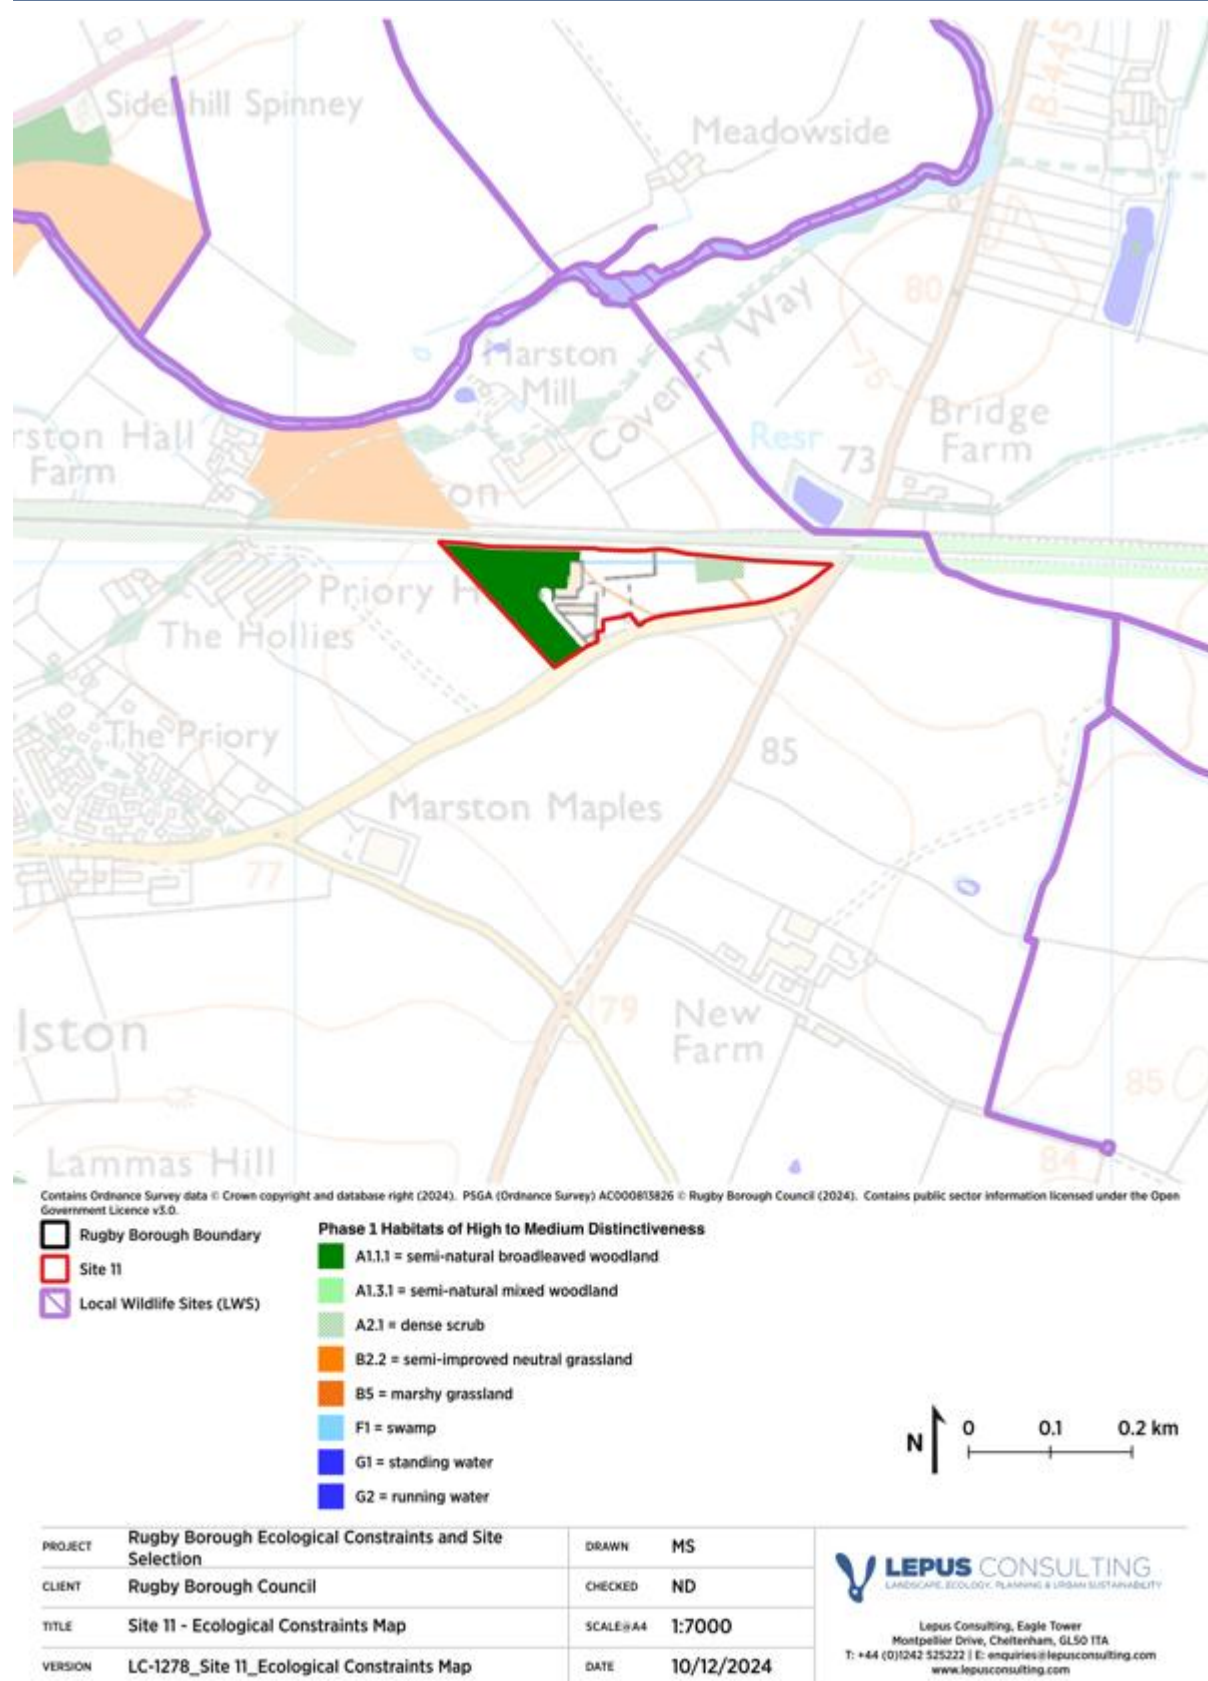 Sidenhill Spinney
Meadowside
B 4455
80
Marston
Mill
Coventry Way
75
rston Hall
Farm
Resr
73
Bridge
Farm
on
Priory H
The Hollies
The Priory
85
Marston Maples
77
79
New
Farm
lston
85
Lammas Hill
84
Contains Ordnance Survey data © Crown copyright and database right (2024). PSGA (Ordnance Survey) AC000813826 © Rugby Borough Council (2024). Contains public sector information licensed under the Open
Government Licence v3.0.
Rugby Borough Boundary
Site 11
Local Wildlife Sites (LWS)
Phase 1 Habitats of High to Medium Distinctiveness
A1.1.1 = semi-natural broadleaved woodland
A1.3.1 = semi-natural mixed woodland
A2.1 = dense scrub
B2.2 = semi-improved neutral grassland
B5 = marshy grassland
F1 = swamp
G1 = standing water
G2 = running water
N
0 0.1 0.2 km
PROJECT Rugby Borough Ecological Constraints and Site
Selection
CLIENT Rugby Borough Council
TITLE Site 11 - Ecological Constraints Map
VERSION LC-1278_Site 11_Ecological Constraints Map
DRAWN MS
CHECKED ND
SCALE@A4 1:7000
DATE 10/12/2024
LEPUS CONSULTING
LANDSCAPE, ECOLOGY, PLANNING & URBAN SUSTAINABILITY
Lepus Consulting, Eagle Tower
Montpellier Drive, Cheltenham, GL50 1TA
T: +44 (0)1242 525222 | E: enquiries@lepusconsulting.com
www.lepusconsulting.com